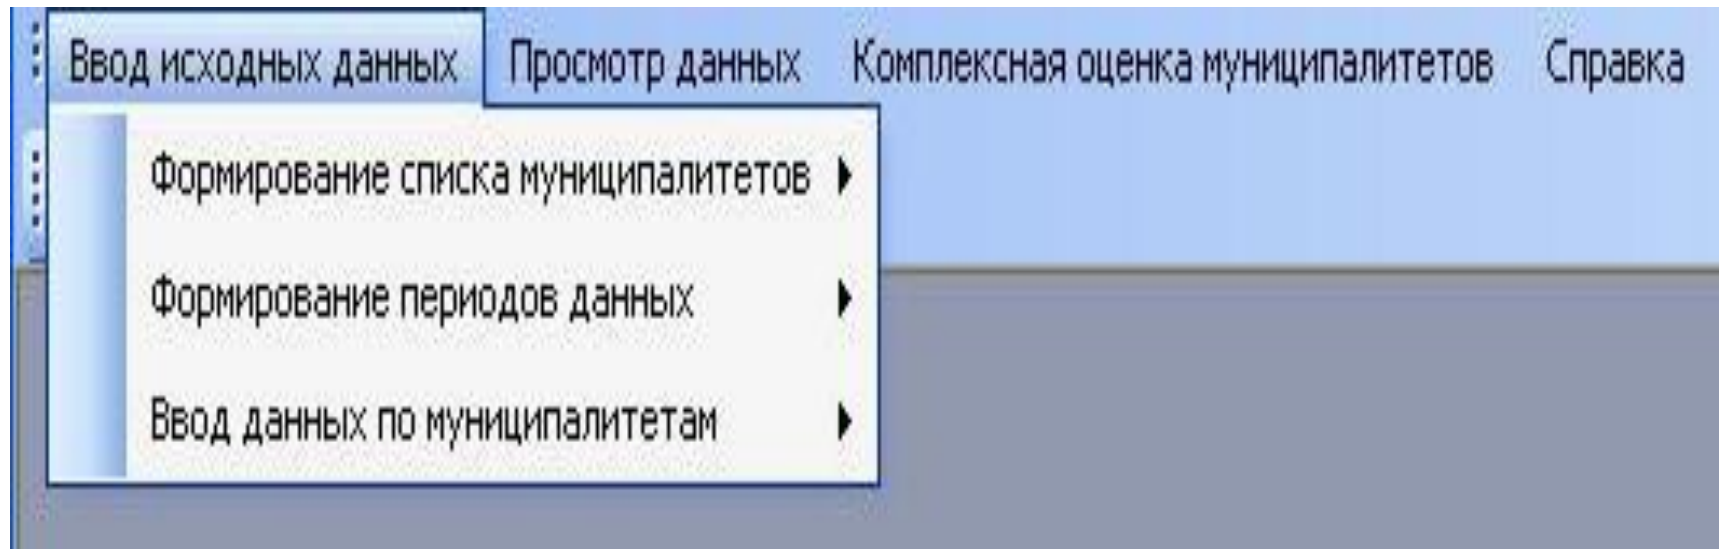 Ввод исходных данных Просмотр данных Комплексная оценка муниципалитетов Справка
Формирование списка муниципалитетов
Формирование периодов данных
Ввод данных по муниципалитетам